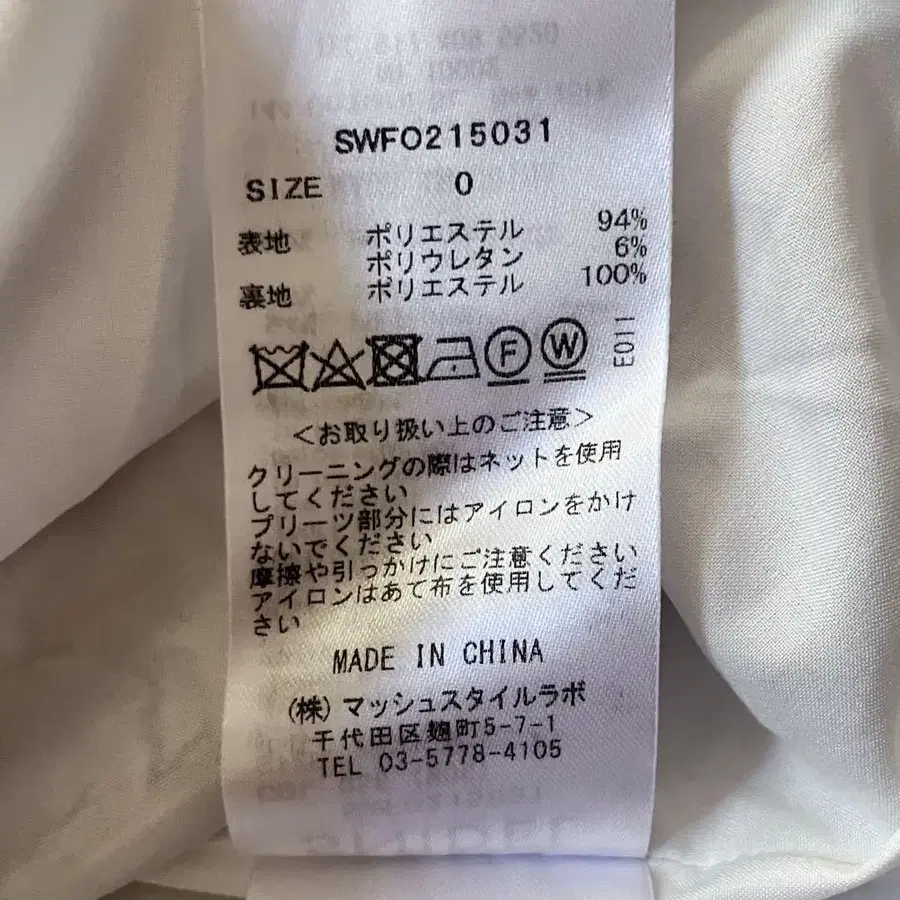 SWFO215031
SIZE 0
表地 ポリエステル 94%
ポリウレタン 6%
裏地 ポリエステル 100%
F W
E011
<お取り扱い上のご注意>
クリーニングの際はネットを使用
してください
プリーツ部分にはアイロンをかけ
ないでください
摩擦や引っかけにご注意ください
アイロンはあて布を使用してくだ
さい
MADE IN CHINA
(株)マッシュスタイルラボ
千代田区麹町5-7-1
TEL 03-5778-4105